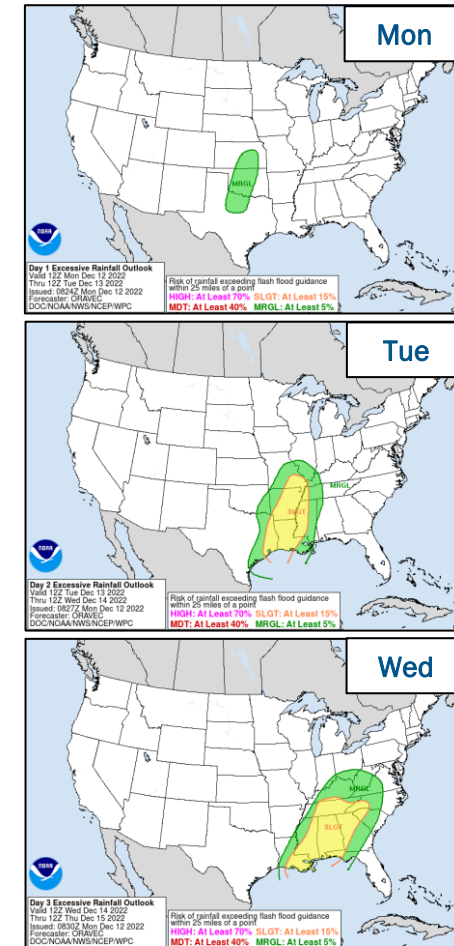 Mon
MRGL
NOAA
Day 1 Excessive Rainfall Outlook
Valid 12Z Mon Dec 12 2022
Thru 12Z Tue Dec 13 2022
Issued: 0824Z Mon Dec 12 2022
Forecaster: ORAVEC
DOC/NOAA/NWS/NCEP/WPC
Risk of rainfall exceeding flash flood guidance
within 25 miles of a point
HIGH: At Least 70% SLGT: At Least 15%
MDT: At Least 40% MRGL: At Least 5%
Tue
MRGL
SLGT
NOAA
Day 2 Excessive Rainfall Outlook
Valid 12Z Tue Dec 13 2022
Thru 12Z Wed Dec 14 2022
Issued: 0827Z Mon Dec 12 2022
Forecaster: ORAVEC
DOC/NOAA/NWS/NCEP/WPC
Risk of rainfall exceeding flash flood guidance
within 25 miles of a point
HIGH: At Least 70% SLGT: At Least 15%
MDT: At Least 40% MRGL: At Least 5%
Wed
MRGL
SLGT
NOAA
Day 3 Excessive Rainfall Outlook
Valid 12Z Wed Dec 14 2022
Thru 12Z Thu Dec 15 2022
Issued: 0830Z Mon Dec 12 2022
Forecaster: ORAVEC
DOC/NOAA/NWS/NCEP/WPC
Risk of rainfall exceeding flash flood guidance
within 25 miles of a point
HIGH: At Least 70% SLGT: At Least 15%
MDT: At Least 40% MRGL: At Least 5%